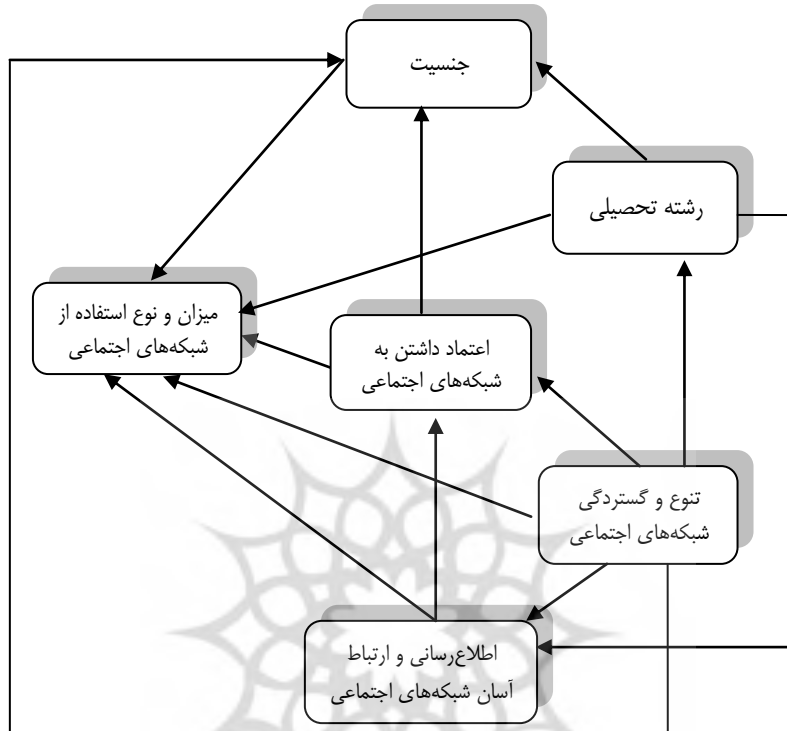 جنسیت
رشته تحصیلی
میزان و نوع استفاده از
شبکه‌های اجتماعی
اعتماد داشتن به
شبکه‌های اجتماعی
تنوع و گستردگی
شبکه‌های اجتماعی
اطلاع‌رسانی و ارتباط
آسان شبکه‌های اجتماعی